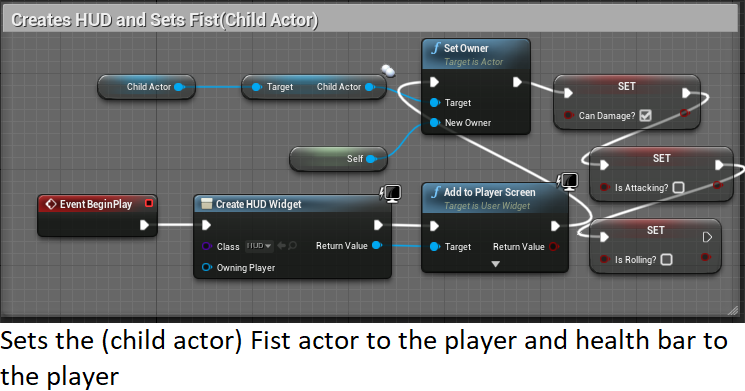 Creates HUD and Sets Fist(Child Actor)
Child Actor
Target Child Actor
f Set Owner
Target is Actor
Target
New Owner
Self
SET
Can Damage?
SET
Is Attacking?
SET
Is Rolling?
Event BeginPlay
Create HUD Widget
Class HUD Return Value
Owning Player
f Add to Player Screen
Target is User Widget
Target Return Value
Sets the (child actor) Fist actor to the player and health bar to
the player